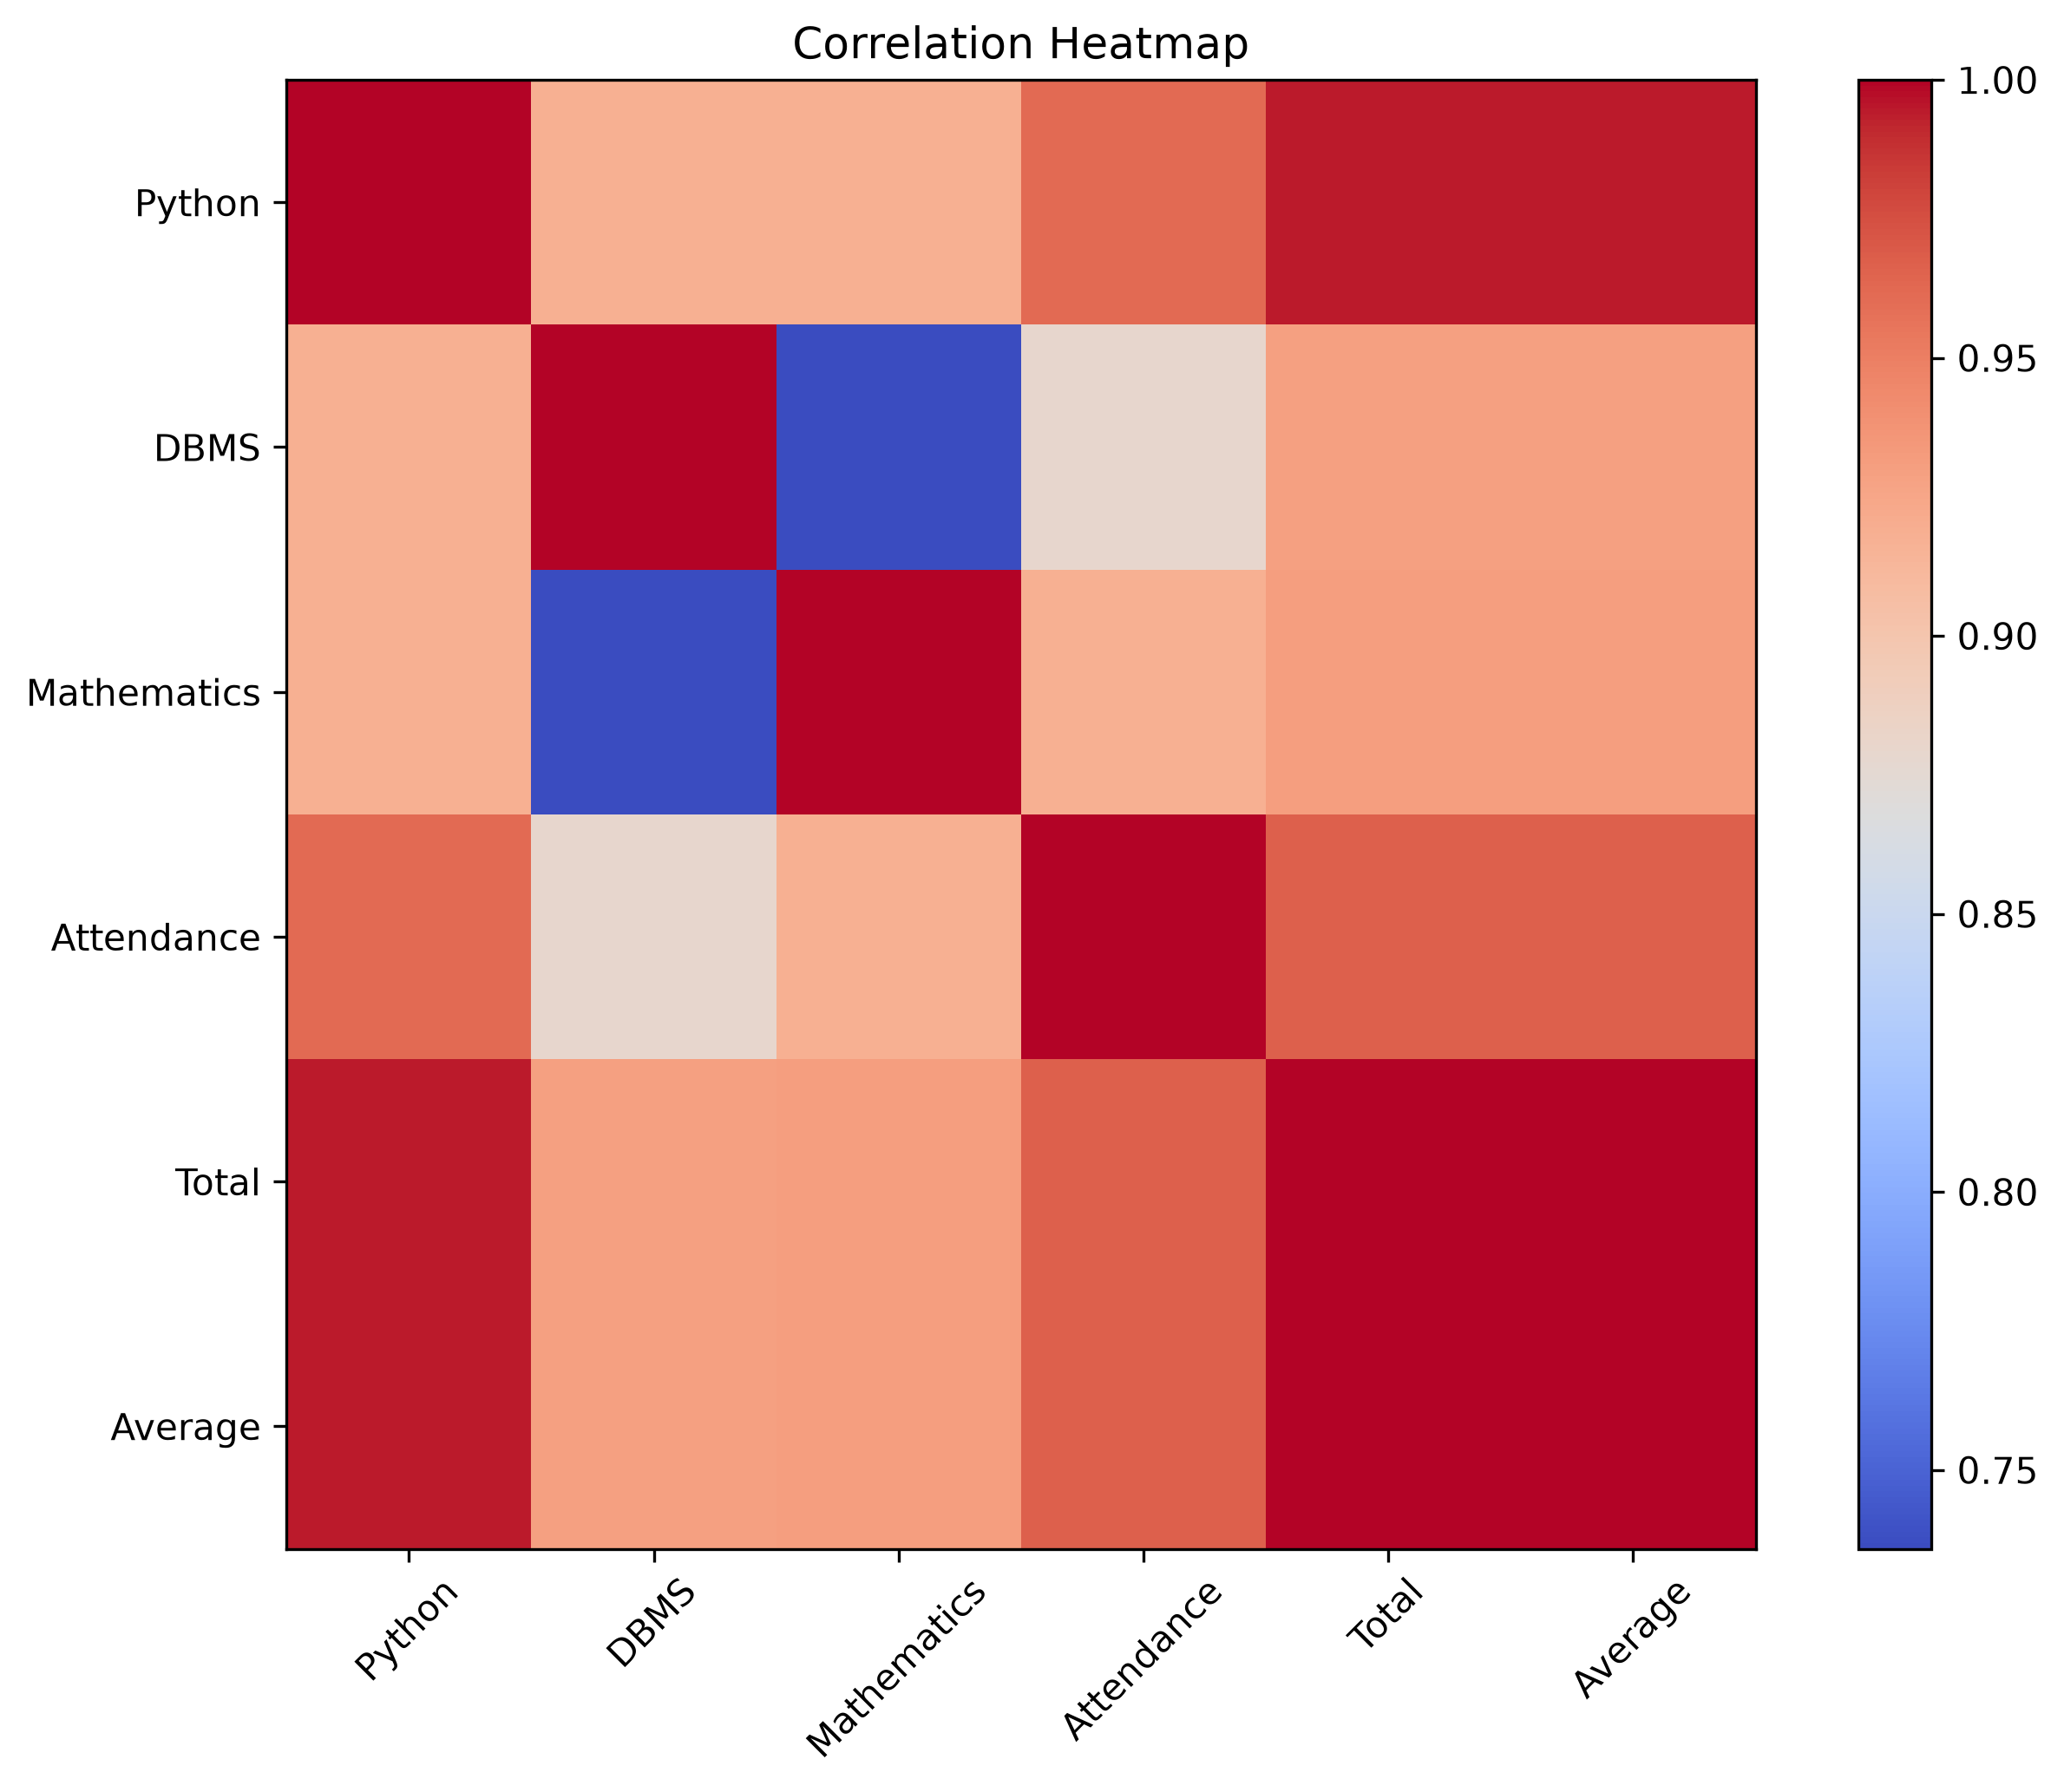 Correlation Heatmap
Python
DBMS
Mathematics
Attendance
Total
Average
Python
DBMS
Mathematics
Attendance
Total
Average
1.00
0.95
0.90
0.85
0.80
0.75